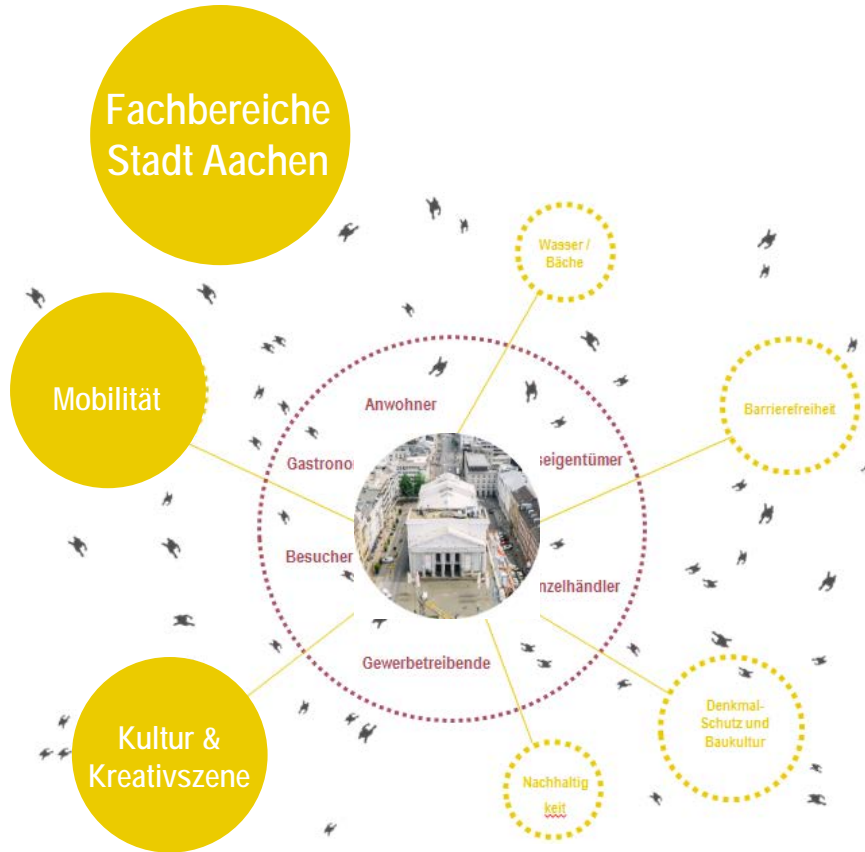 Fachbereiche
Stadt Aachen
Wasser /
Bäche
Mobilität
Anwohner
Barrierefreiheit
Gastrono
seigentümer
Besucher
nzelhändler
Gewerbetreibende
Denkmal-
Schutz und
Baukultur
Kultur &
Kreativszene
Nachhaltig
keit